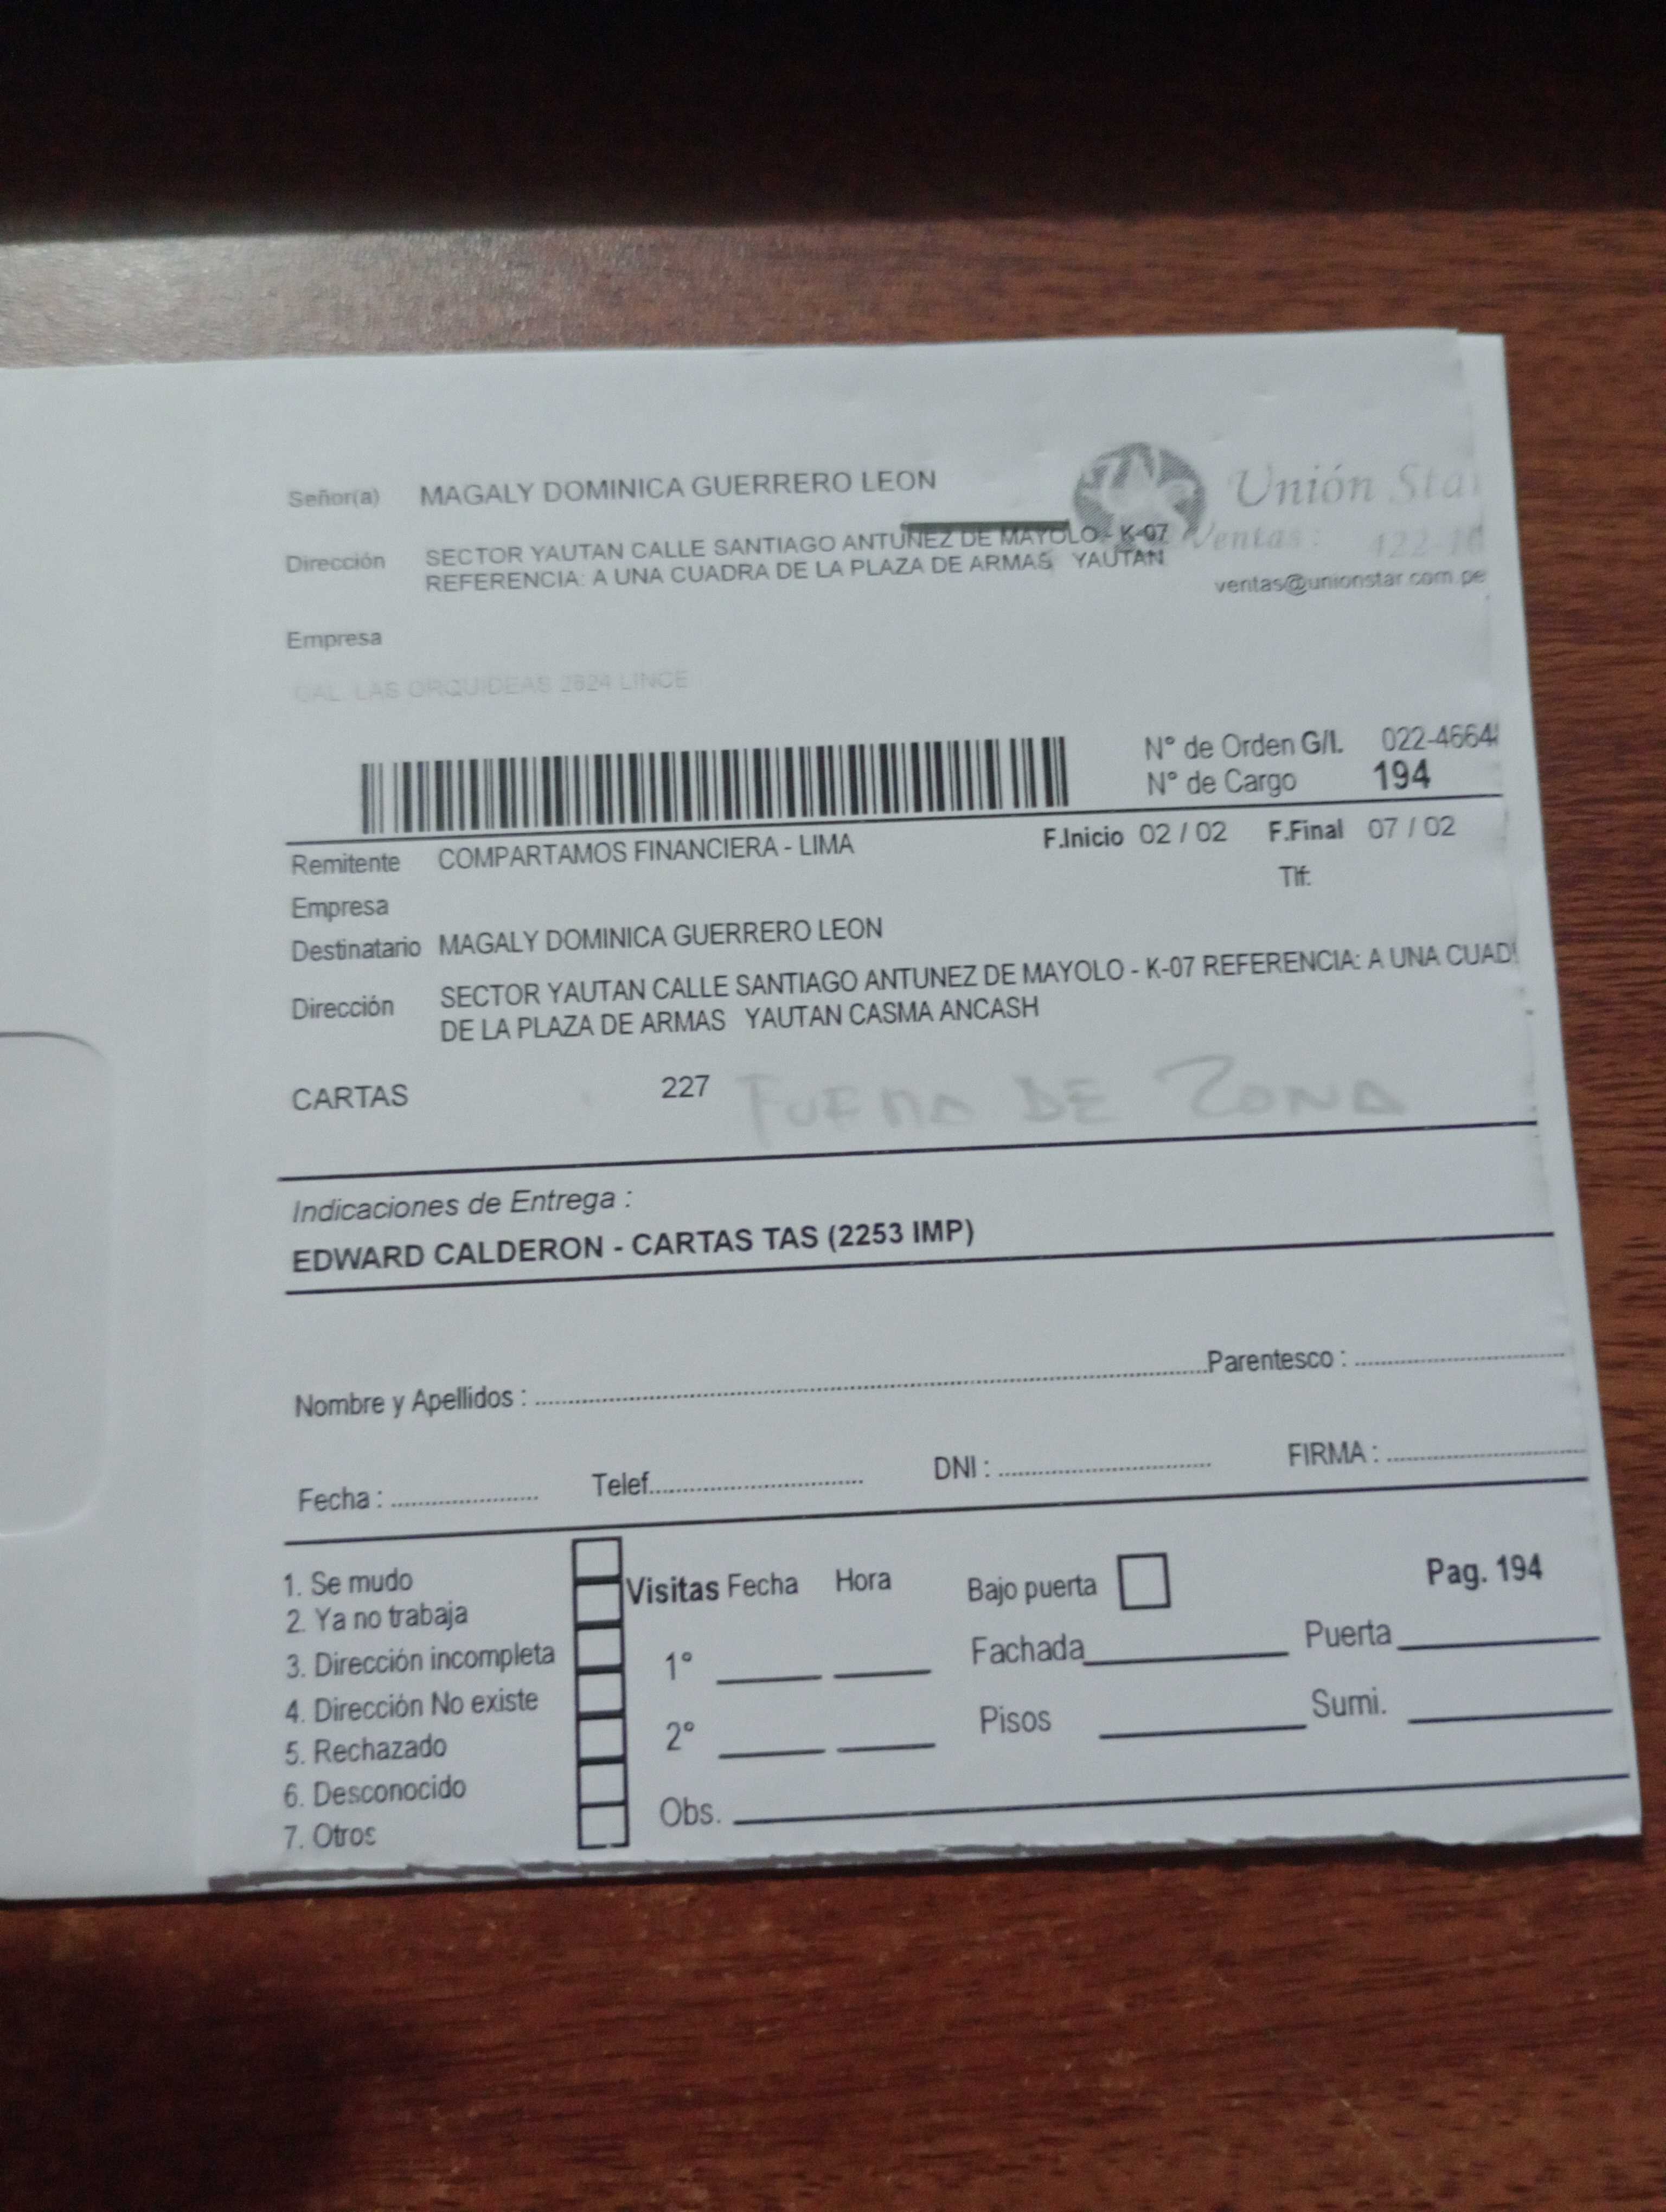 Señor(a) MAGALY DOMINICA GUERRERO LEON
Unión Star
Dirección SECTOR YAUTAN CALLE SANTIAGO ANTUNEZ DE MAYOLO - K-07
REFERENCIA: A UNA CUADRA DE LA PLAZA DE ARMAS YAUTAN
Ventas :
ventas@unionstar.com.pe
Empresa
CAL. LAS ORQUIDEAS 2624 LINCE
N° de Orden G/I. 022-4664
N° de Cargo 194
Remitente COMPARTAMOS FINANCIERA - LIMA F.Inicio 02 / 02 F.Final 07 / 02
Empresa Tlf:
Destinatario MAGALY DOMINICA GUERRERO LEON
Dirección SECTOR YAUTAN CALLE SANTIAGO ANTUNEZ DE MAYOLO - K-07 REFERENCIA: A UNA CUAD
DE LA PLAZA DE ARMAS YAUTAN CASMA ANCASH
CARTAS 227 FUERA DE ZONA
Indicaciones de Entrega :
EDWARD CALDERON - CARTAS TAS (2253 IMP)
Nombre y Apellidos : Parentesco :
Fecha : Telef. DNI : FIRMA :
1. Se mudo
2. Ya no trabaja
3. Dirección incompleta
4. Dirección No existe
5. Rechazado
6. Desconocido
7. Otros
Visitas Fecha Hora
1°
2°
Obs.
Bajo puerta
Pag. 194
Fachada Puerta
Pisos Sumi.